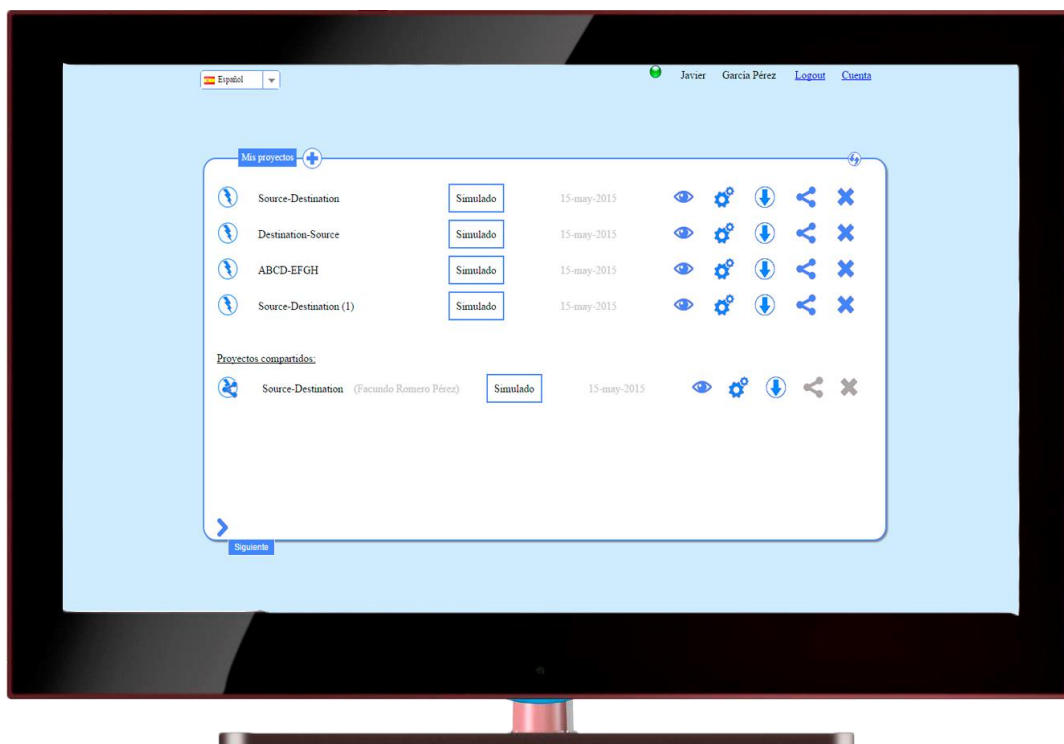 Español
Javier García Pérez Logout Cuenta
Mis proyectos
Source-Destination Simulado 15-may-2015
Destination-Source Simulado 15-may-2015
ABCD-EFGH Simulado 15-may-2015
Source-Destination (1) Simulado 15-may-2015
Proyectos compartidos:
Source-Destination (Facundo Romero Pérez) Simulado 15-may-2015
Siguiente